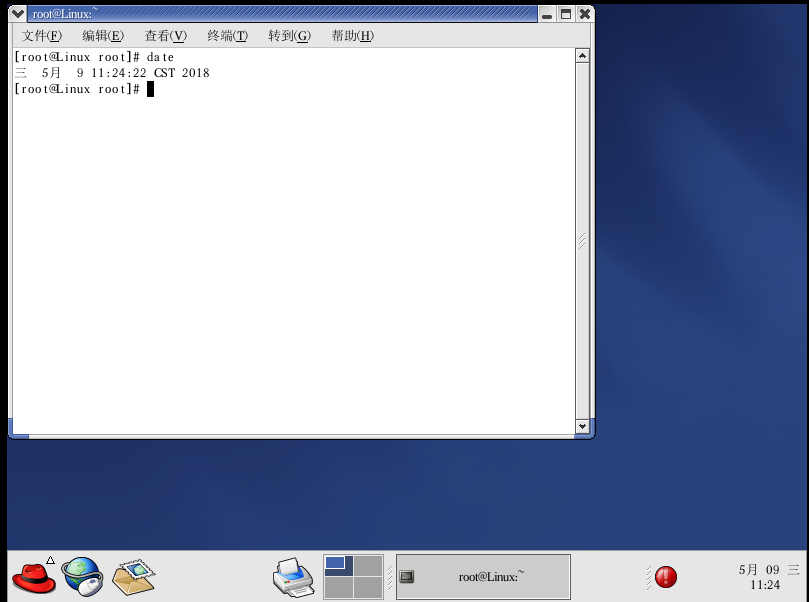 root@Linux:~
文件(F) 编辑(E) 查看(V) 终端(T) 转到(G) 帮助(H)
[root@Linux root]# date
三 5月 9 11:24:22 CST 2018
[root@Linux root]#
root@Linux:~
5月 09 三
11:24